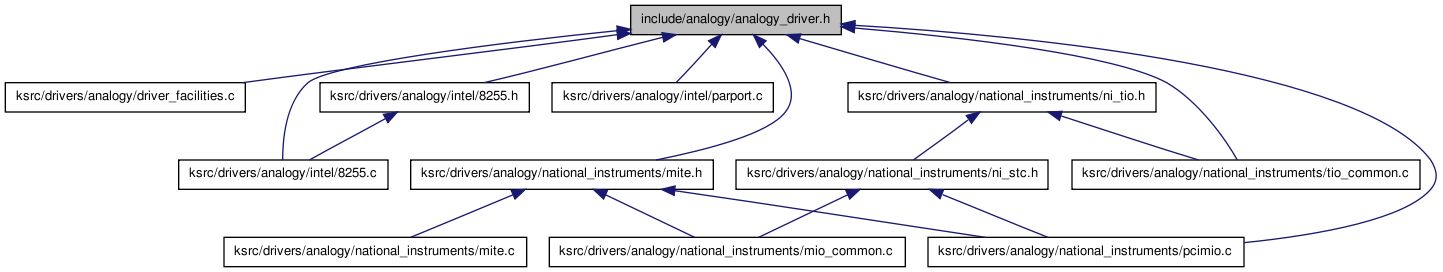 include/analogy/analogy_driver.h
ksrc/drivers/analogy/driver_facilities.c
ksrc/drivers/analogy/intel/8255.h
ksrc/drivers/analogy/intel/parport.c
ksrc/drivers/analogy/national_instruments/ni_tio.h
ksrc/drivers/analogy/intel/8255.c
ksrc/drivers/analogy/national_instruments/mite.h
ksrc/drivers/analogy/national_instruments/ni_stc.h
ksrc/drivers/analogy/national_instruments/tio_common.c
ksrc/drivers/analogy/national_instruments/mite.c
ksrc/drivers/analogy/national_instruments/mio_common.c
ksrc/drivers/analogy/national_instruments/pcimio.c